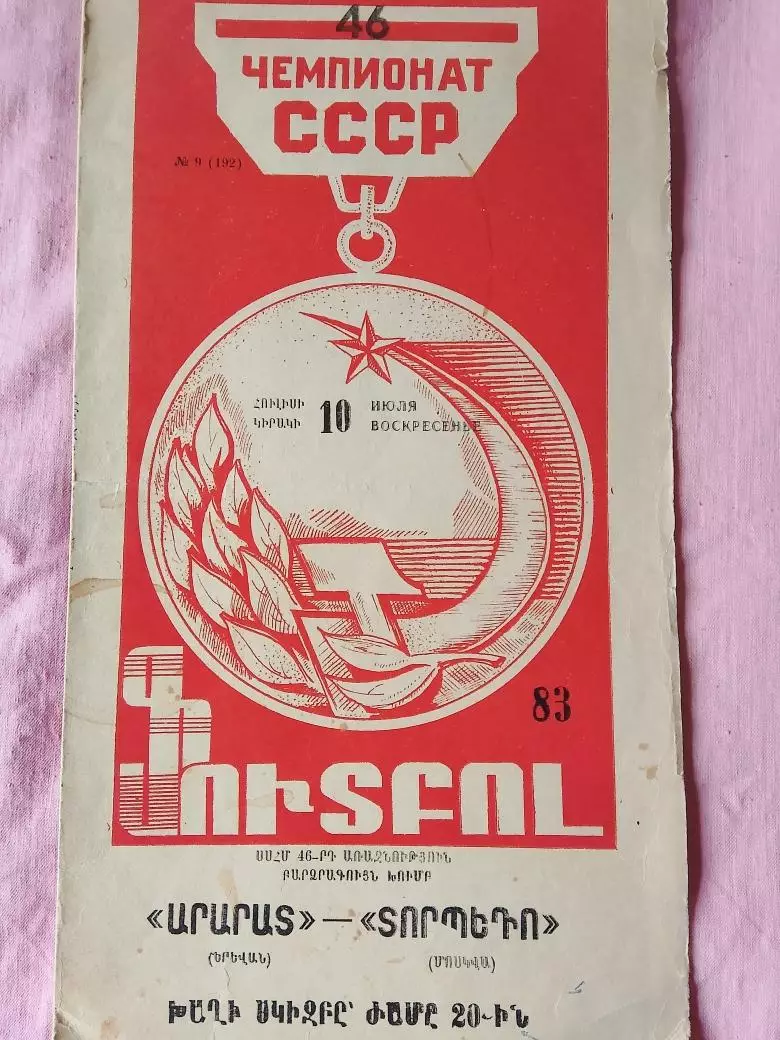 46
ЧЕМПИОНАТ
СССР
№ 9 (192)
ՀՈՒԼԻՍԻ 10 ИЮЛЯ
ԿԻՐԱԿԻ ВОСКРЕСЕНЬЕ
83
ՖՈՒՏԲՈԼ
ՍՍՀՄ 46-ՐԴ ԱՌԱՋՆՈՒԹՅՈՒՆ
ԲԱՐՁՐԱԳՈՒՅՆ ԽՈՒՄԲ
«ԱՐԱՐԱՏ» — «ՏՈՐՊԵԴՈ»
(ԵՐԵՎԱՆ) (ՄՈՍԿՎԱ)
ԽԱՂԻ ՍԿԻԶԲԸ՝ ԺԱՄԸ 20-ԻՆ